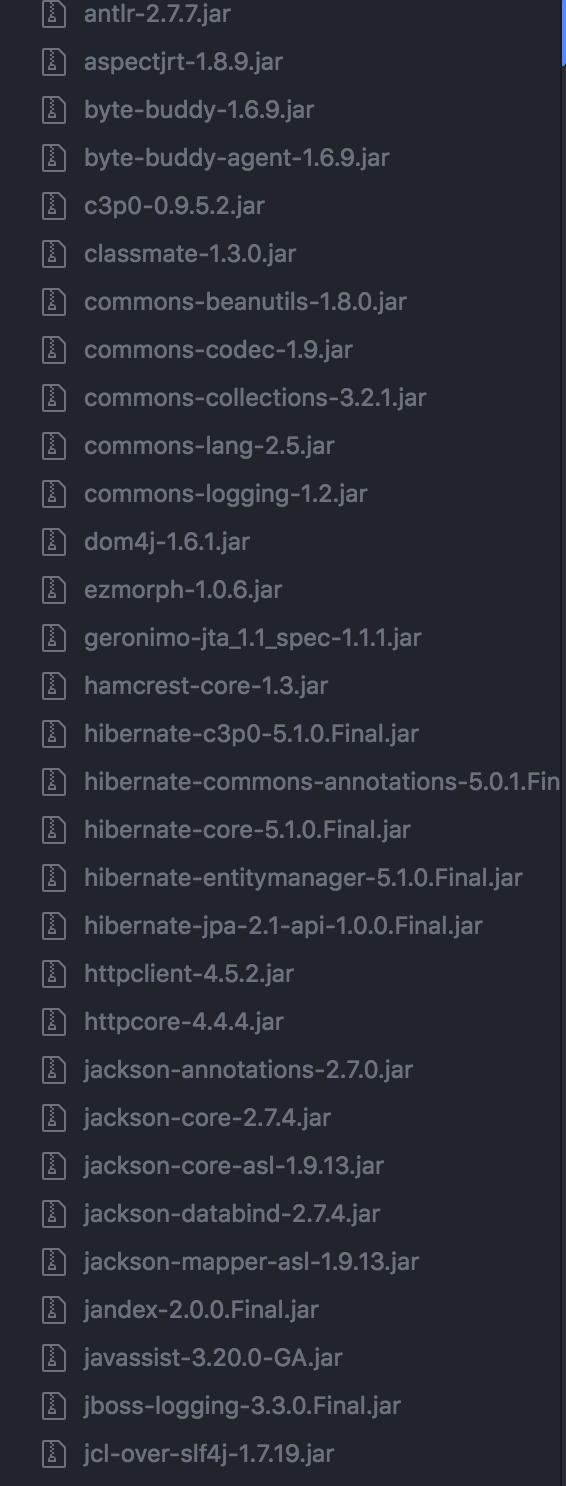 antlr-2.7.7.jar
aspectjrt-1.8.9.jar
byte-buddy-1.6.9.jar
byte-buddy-agent-1.6.9.jar
c3p0-0.9.5.2.jar
classmate-1.3.0.jar
commons-beanutils-1.8.0.jar
commons-codec-1.9.jar
commons-collections-3.2.1.jar
commons-lang-2.5.jar
commons-logging-1.2.jar
dom4j-1.6.1.jar
ezmorph-1.0.6.jar
geronimo-jta_1.1_spec-1.1.1.jar
hamcrest-core-1.3.jar
hibernate-c3p0-5.1.0.Final.jar
hibernate-commons-annotations-5.0.1.Fin
hibernate-core-5.1.0.Final.jar
hibernate-entitymanager-5.1.0.Final.jar
hibernate-jpa-2.1-api-1.0.0.Final.jar
httpclient-4.5.2.jar
httpcore-4.4.4.jar
jackson-annotations-2.7.0.jar
jackson-core-2.7.4.jar
jackson-core-asl-1.9.13.jar
jackson-databind-2.7.4.jar
jackson-mapper-asl-1.9.13.jar
jandex-2.0.0.Final.jar
javassist-3.20.0-GA.jar
jboss-logging-3.3.0.Final.jar
jcl-over-slf4j-1.7.19.jar